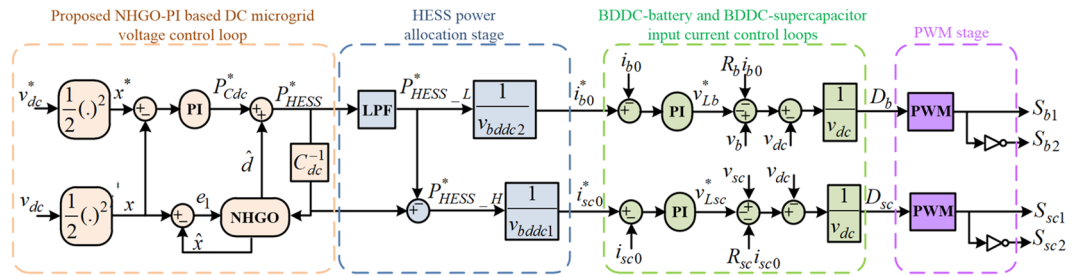 Proposed NHGO-PI based DC microgrid
voltage control loop
HESS power
allocation stage
BDDC-battery and BDDC-supercapacitor
input current control loops
PWM stage
v*dc
1/2 (.)²
x*
PI
P*Cdc
P*HESS
LPF
P*HESS_L
1/vbddc2
i*b0
ib0
PI
v*Lb
Rbib0
vb
vdc
1/vdc
Db
PWM
Sb1
Sb2
d̂
C⁻¹dc
vdc
1/2 (.)²
x
e1
x̂
NHGO
P*HESS_H
1/vbddc1
i*sc0
isc0
PI
v*Lsc
vsc
Rscisc0
vdc
1/vdc
Dsc
PWM
Ssc1
Ssc2